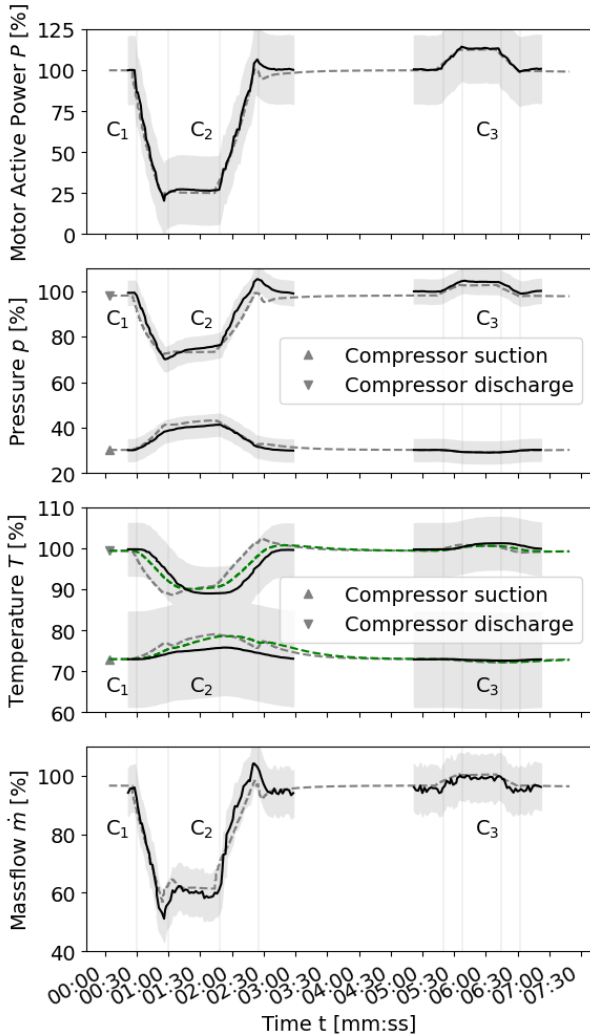 Motor Active Power P [%]
125
100
75
50
25
0
C1
C2
C3
Pressure p [%]
100
80
60
40
20
C1
C2
C3
Compressor suction
Compressor discharge
Temperature T [%]
110
100
90
80
70
60
C1
C2
C3
Compressor suction
Compressor discharge
Massflow ṁ [%]
100
80
60
40
C1
C2
C3
00:00
00:30
01:00
01:30
02:00
02:30
03:00
03:30
04:00
04:30
05:00
05:30
06:00
06:30
07:00
07:30
Time t [mm:ss]